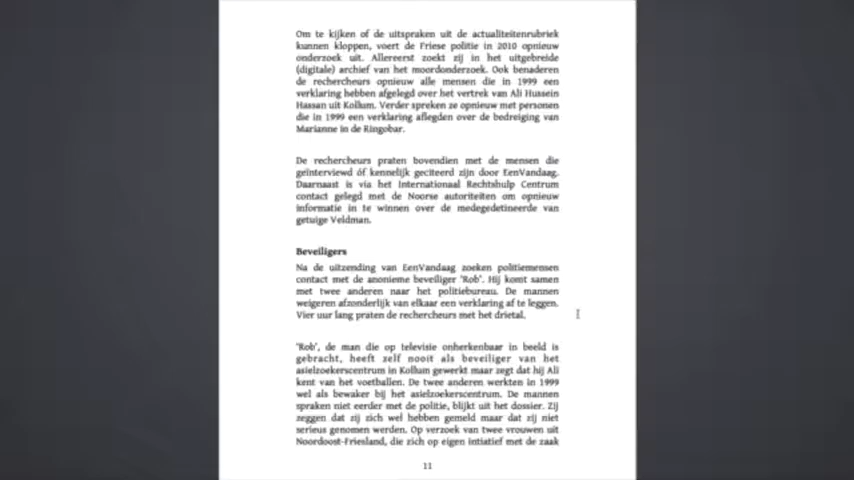 Om te kijken of de uitspraken uit de actualiteitenrubriek
kunnen kloppen, voert de Friese politie in 2010 opnieuw
onderzoek uit. Allereerst zoekt zij in het uitgebreide
(digitale) archief van het moordonderzoek. Ook benaderen
de rechercheurs opnieuw alle mensen die in 1999 een
verklaring hebben afgelegd over het vertrek van Ali Hussein
Hassan uit Kollum. Verder spreken ze opnieuw met personen
die in 1999 een verklaring aflegden over de bedreiging van
Marianne in de Ringobar.
De rechercheurs praten bovendien met de mensen die
geïnterviewd óf kennelijk geciteerd zijn door EenVandaag.
Daarnaast is via het Internationaal Rechtshulp Centrum
contact gelegd met de Noorse autoriteiten om opnieuw
informatie in te winnen over de medegedetineerde van
getuige Veldman.
Beveiligers
Na de uitzending van EenVandaag zoeken politiemensen
contact met de anonieme beveiliger 'Rob'. Hij komt samen
met twee anderen naar het politiebureau. De mannen
weigeren afzonderlijk van elkaar een verklaring af te leggen.
Vier uur lang praten de rechercheurs met het drietal.
'Rob', de man die op televisie onherkenbaar in beeld is
gebracht, heeft zelf nooit als beveiliger van het
asielzoekerscentrum in Kollum gewerkt maar zegt dat hij Ali
kent van het voetballen. De twee anderen werkten in 1999
wel als bewaker bij het asielzoekerscentrum. De mannen
spraken niet eerder met de politie, blijkt uit het dossier. Zij
zeggen dat zij zich wel hebben gemeld maar dat zij niet
serieus genomen werden. Op verzoek van twee vrouwen uit
Noordoost-Friesland, die zich op eigen intiatief met de zaak
11